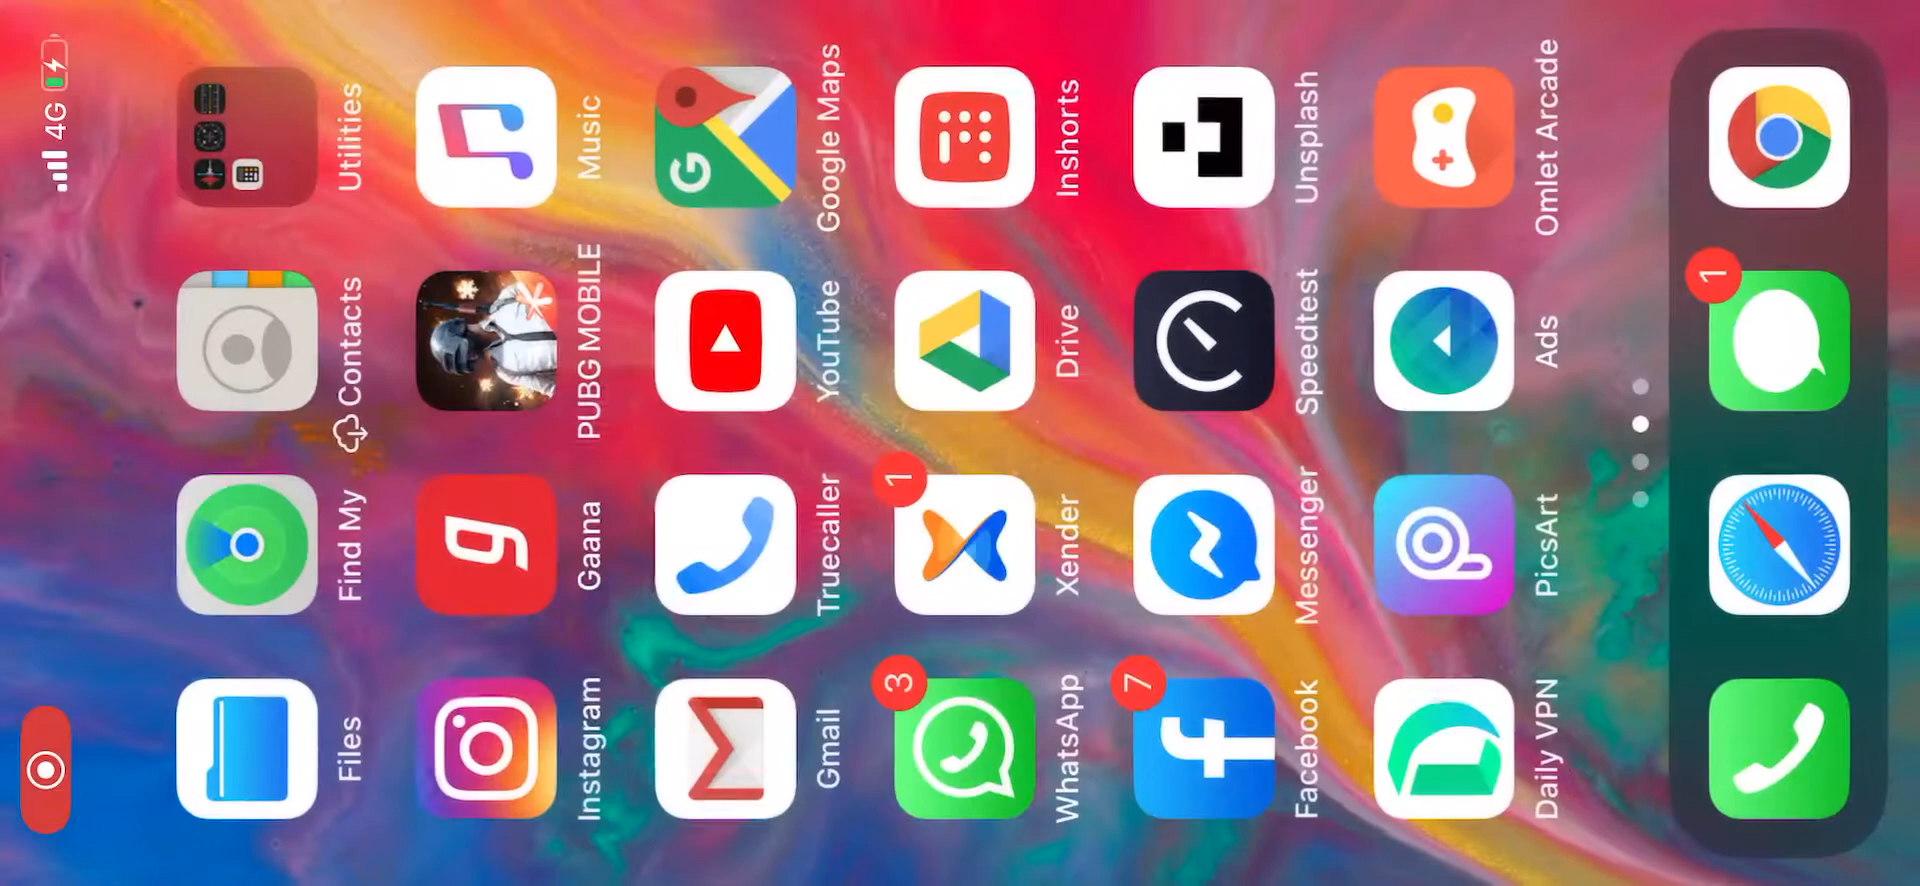 4G
Files
Find My
Contacts
Utilities
Instagram
Gaana
PUBG MOBILE
Music
Gmail
Truecaller
YouTube
Google Maps
3
WhatsApp
1
Xender
Drive
Inshorts
7
Facebook
Messenger
Speedtest
Unsplash
Daily VPN
PicsArt
Ads
Omlet Arcade
1